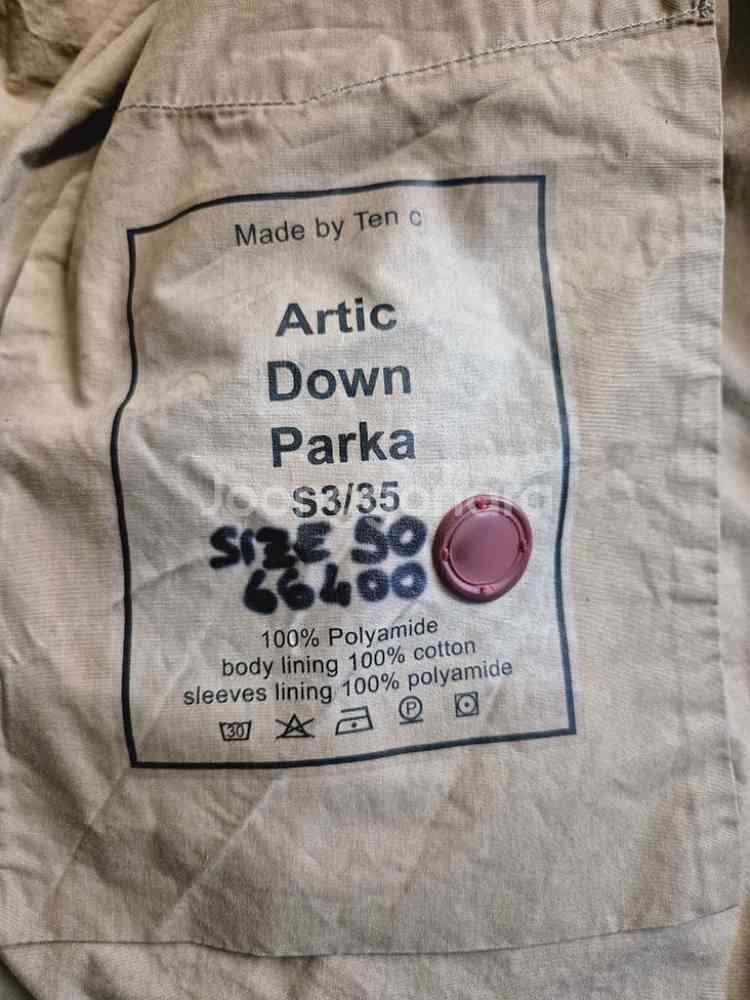 Made by Ten c
Artic
Down
Parka
S3/35
SIZE 50
66400
100% Polyamide
body lining 100% cotton
sleeves lining 100% polyamide
30 P